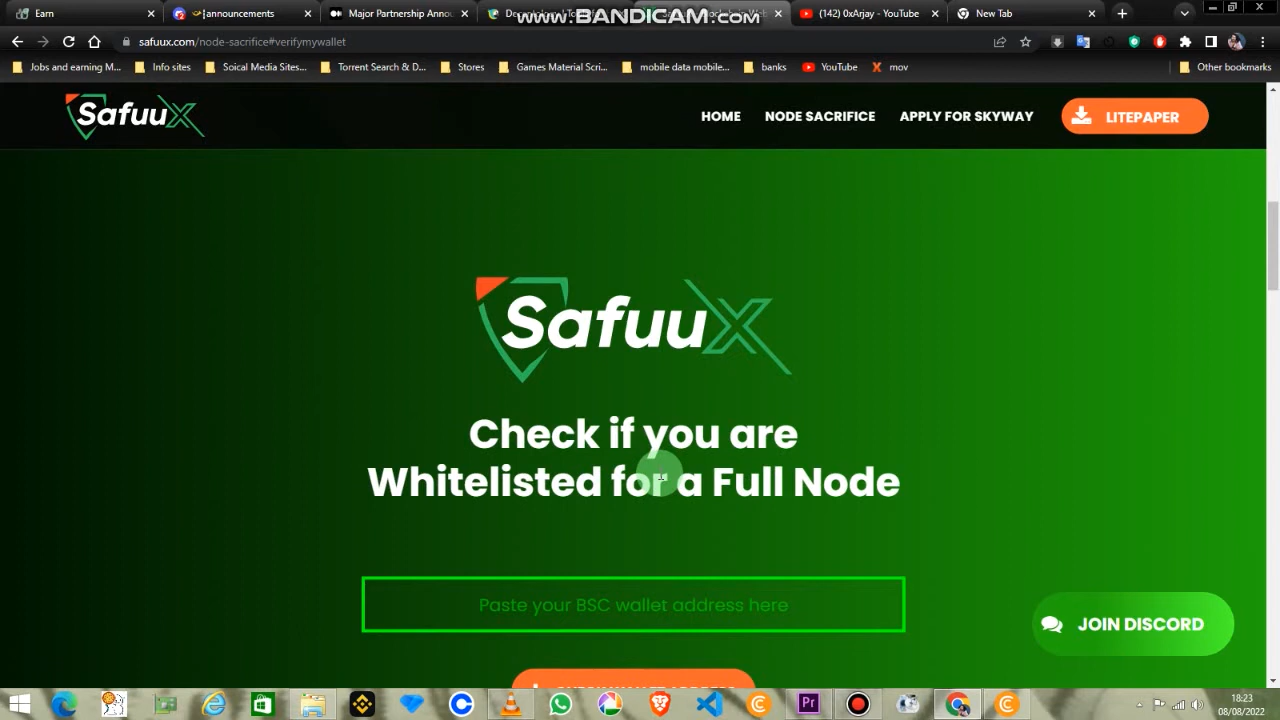 Earn
announcements
Major Partnership Annou
www.BANDICAM.com
(142) 0xArjay - YouTube
New Tab
safuux.com/node-sacrifice#verifymywallet
Jobs and earning M...
Info sites
Soical Media Sites...
Torrent Search & D...
Stores
Games Material Scri...
mobile data mobile...
banks
YouTube
mov
Other bookmarks
SafuuX
HOME
NODE SACRIFICE
APPLY FOR SKYWAY
LITEPAPER
SafuuX
Check if you are
Whitelisted for a Full Node
Paste your BSC wallet address here
JOIN DISCORD
Pr
18:23
08/08/2022